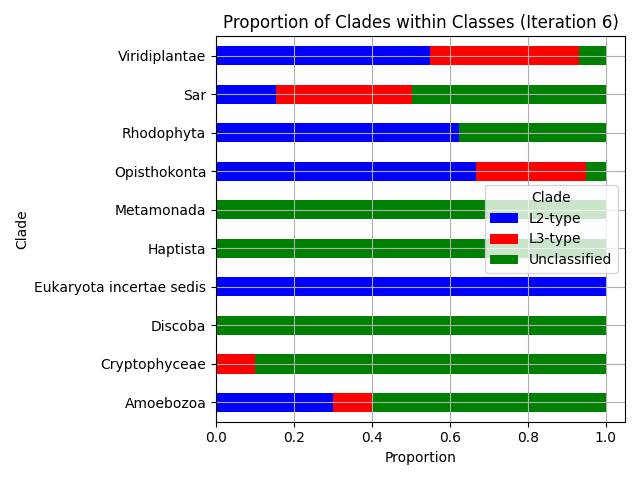 Proportion of Clades within Classes (Iteration 6)
Viridiplantae
Sar
Rhodophyta
Opisthokonta
Metamonada
Haptista
Eukaryota incertae sedis
Discoba
Cryptophyceae
Amoebozoa
Clade
Clade
L2-type
L3-type
Unclassified
0.0 0.2 0.4 0.6 0.8 1.0
Proportion